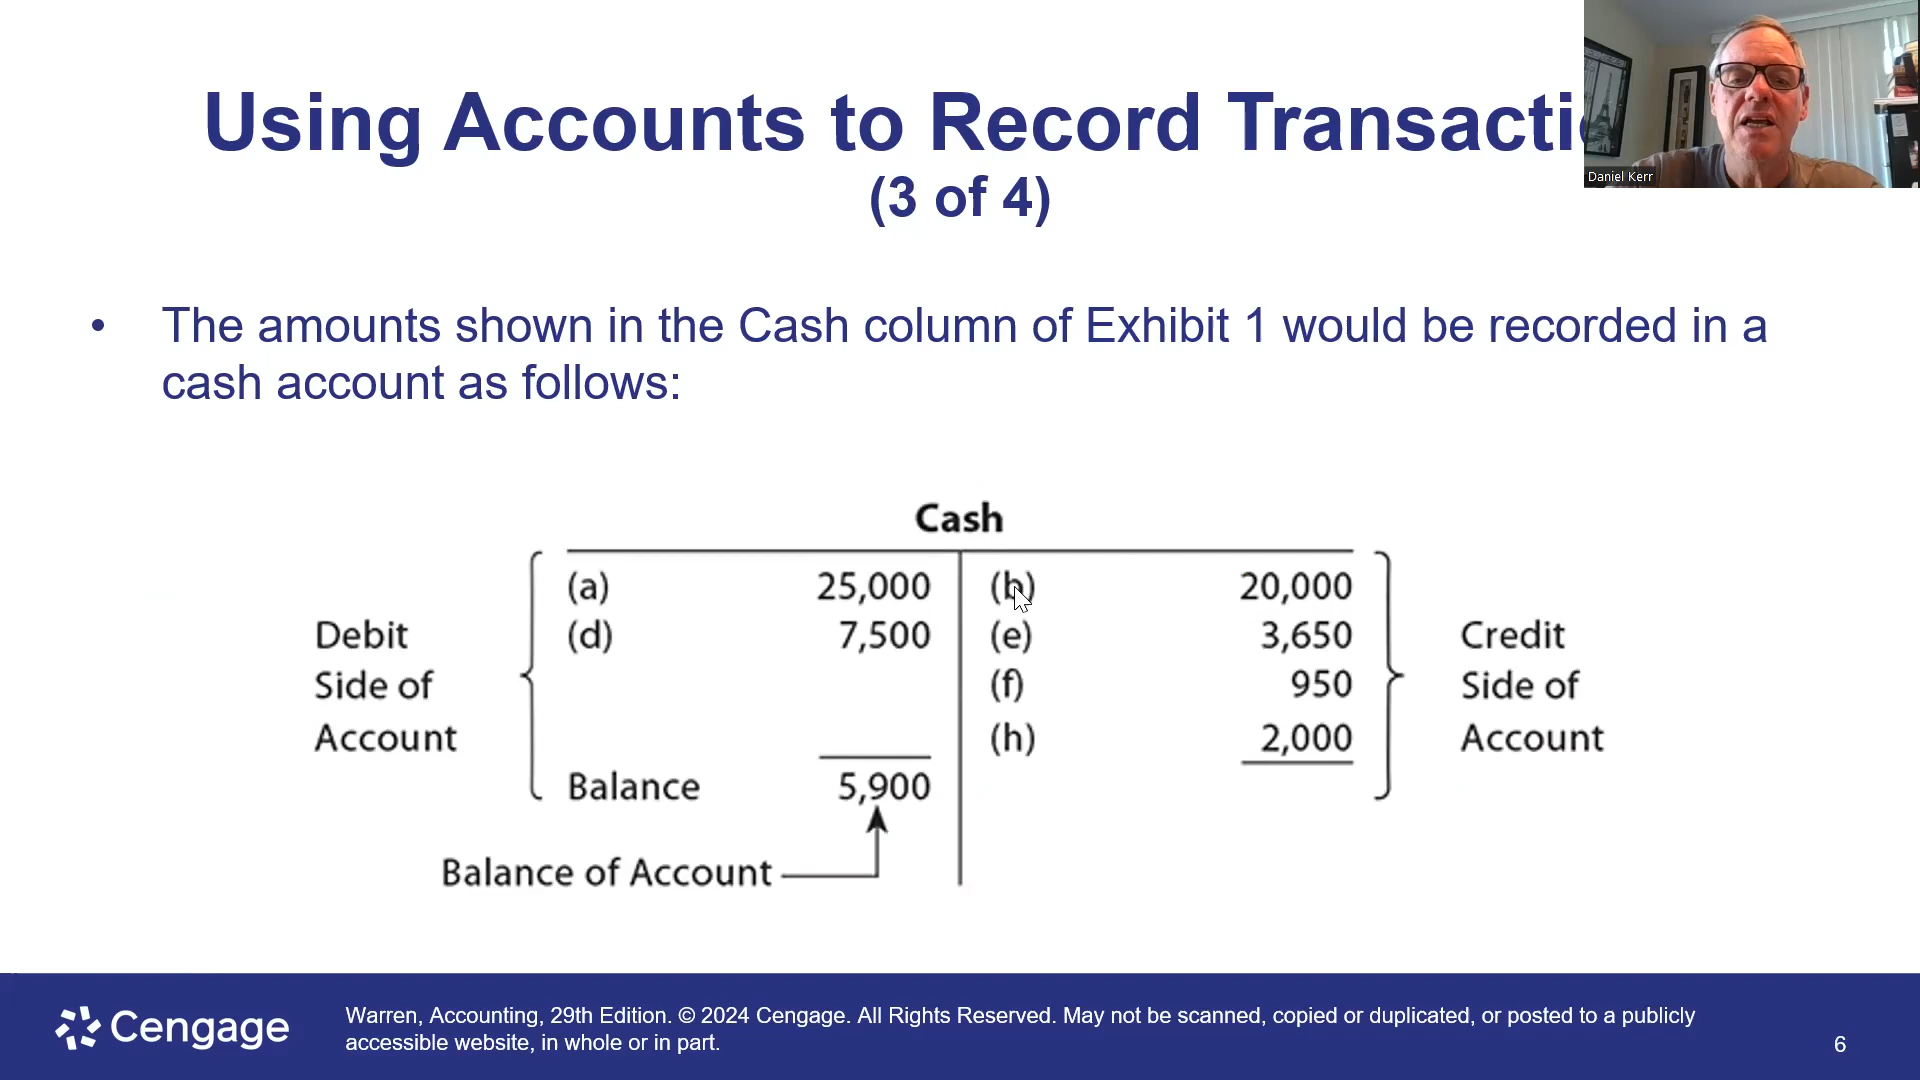 Using Accounts to Record Transacti
(3 of 4)
Daniel Kerr
• The amounts shown in the Cash column of Exhibit 1 would be recorded in a
cash account as follows:
Cash
(a) 25,000 (b) 20,000
Debit (d) 7,500 (e) 3,650 Credit
Side of (f) 950 Side of
Account (h) 2,000 Account
Balance 5,900
Balance of Account
Cengage
Warren, Accounting, 29th Edition. © 2024 Cengage. All Rights Reserved. May not be scanned, copied or duplicated, or posted to a publicly
accessible website, in whole or in part.
6